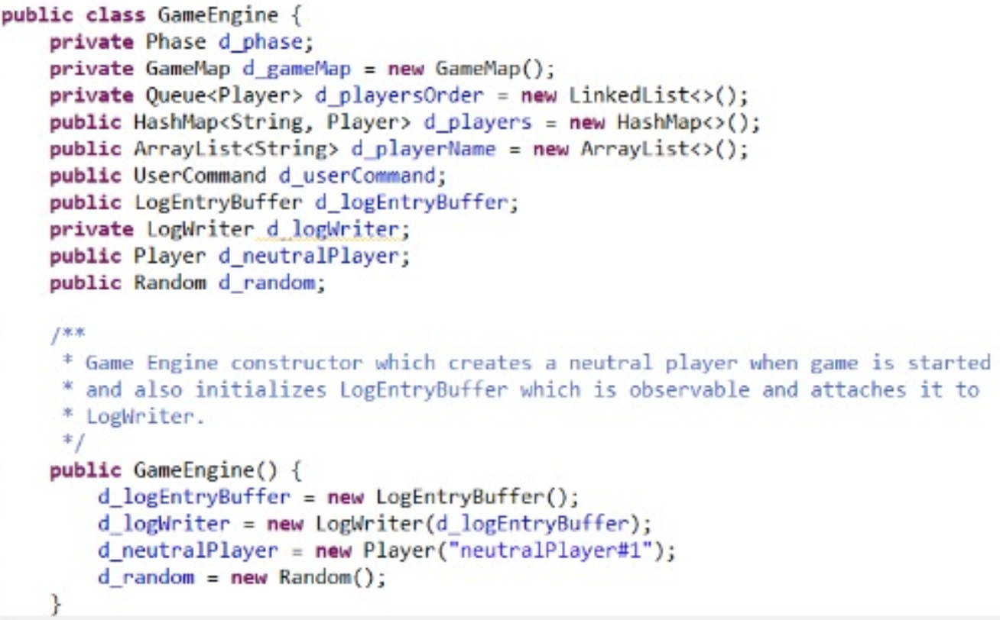 public class GameEngine {
    private Phase d_phase;
    private GameMap d_gameMap = new GameMap();
    private Queue<Player> d_playersOrder = new LinkedList<>();
    public HashMap<String, Player> d_players = new HashMap<>();
    public ArrayList<String> d_playerName = new ArrayList<>();
    public UserCommand d_userCommand;
    public LogEntryBuffer d_logEntryBuffer;
    private LogWriter d_logWriter;
    public Player d_neutralPlayer;
    public Random d_random;

    /**
     * Game Engine constructor which creates a neutral player when game is started
     * and also initializes LogEntryBuffer which is observable and attaches it to
     * LogWriter.
     */
    public GameEngine() {
        d_logEntryBuffer = new LogEntryBuffer();
        d_logWriter = new LogWriter(d_logEntryBuffer);
        d_neutralPlayer = new Player("neutralPlayer#1");
        d_random = new Random();
    }